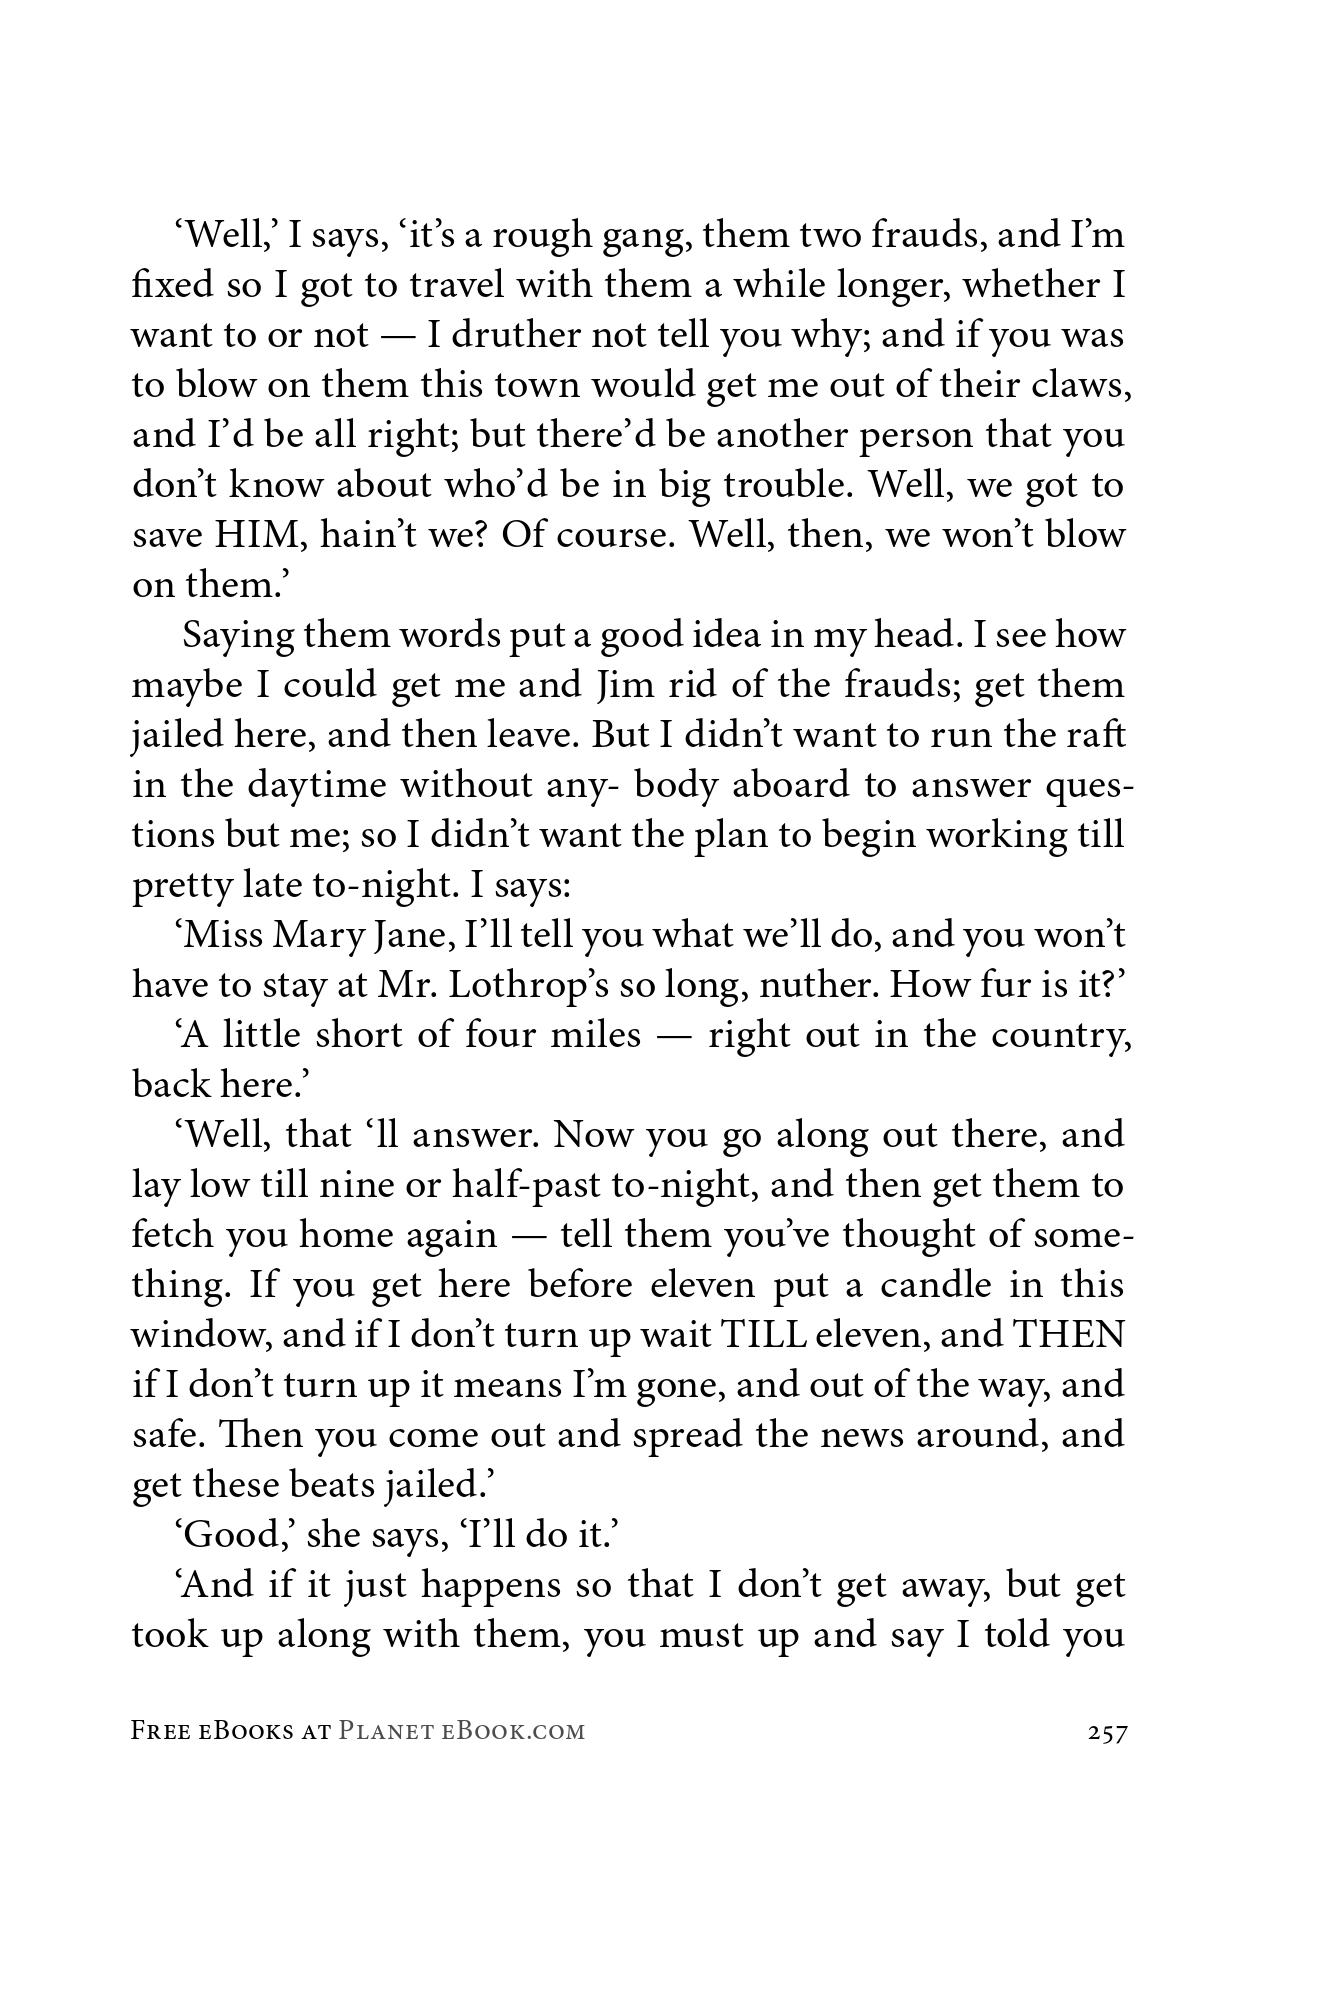 ‘Well,’ I says, ‘it’s a rough gang, them two frauds, and I’m
fixed so I got to travel with them a while longer, whether I
want to or not — I druther not tell you why; and if you was
to blow on them this town would get me out of their claws,
and I’d be all right; but there’d be another person that you
don’t know about who’d be in big trouble. Well, we got to
save HIM, hain’t we? Of course. Well, then, we won’t blow
on them.’
Saying them words put a good idea in my head. I see how
maybe I could get me and Jim rid of the frauds; get them
jailed here, and then leave. But I didn’t want to run the raft
in the daytime without any- body aboard to answer ques-
tions but me; so I didn’t want the plan to begin working till
pretty late to-night. I says:
‘Miss Mary Jane, I’ll tell you what we’ll do, and you won’t
have to stay at Mr. Lothrop’s so long, nuther. How fur is it?’
‘A little short of four miles — right out in the country,
back here.’
‘Well, that ‘ll answer. Now you go along out there, and
lay low till nine or half-past to-night, and then get them to
fetch you home again — tell them you’ve thought of some-
thing. If you get here before eleven put a candle in this
window, and if I don’t turn up wait TILL eleven, and THEN
if I don’t turn up it means I’m gone, and out of the way, and
safe. Then you come out and spread the news around, and
get these beats jailed.’
‘Good,’ she says, ‘I’ll do it.’
‘And if it just happens so that I don’t get away, but get
took up along with them, you must up and say I told you
Free eBooks at Planet eBook.com 257